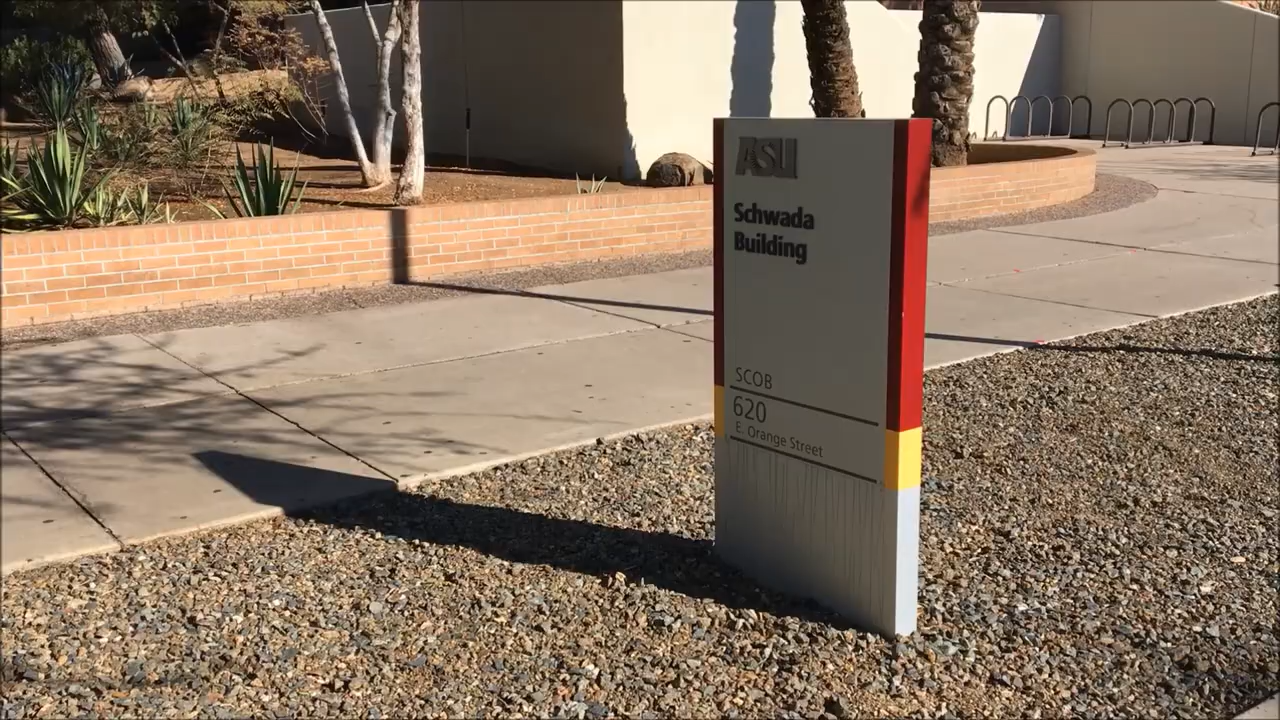 ASU
Schwada
Building
SCOB
620
E. Orange Street